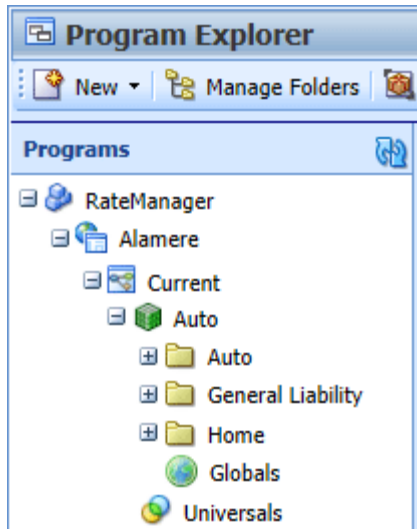 Program Explorer
New Manage Folders
Programs
RateManager
Alamere
Current
Auto
Auto
General Liability
Home
Globals
Universals